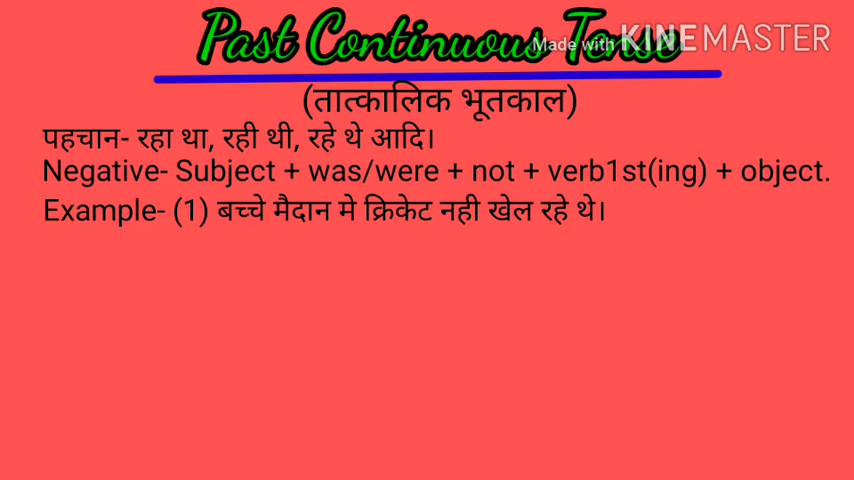 Past Continuous Tense
Made with KINEMASTER
(तात्कालिक भूतकाल)
पहचान- रहा था, रही थी, रहे थे आदि।
Negative- Subject + was/were + not + verb1st(ing) + object.
Example- (1) बच्चे मैदान मे क्रिकेट नही खेल रहे थे।